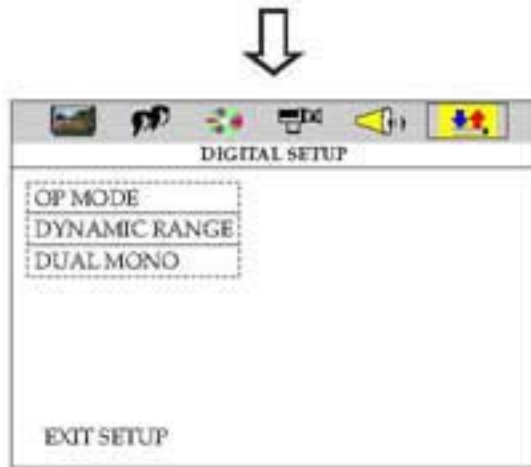 DIGITAL SETUP
OP MODE
DYNAMIC RANGE
DUAL MONO
EXIT SETUP